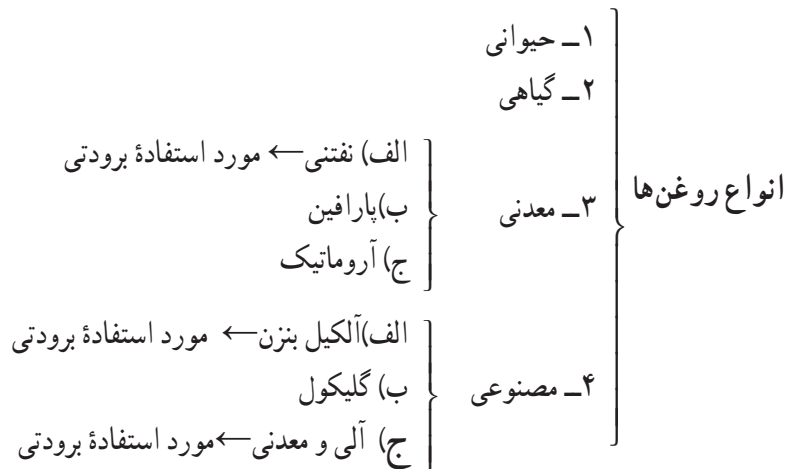 انواع روغن‌ها
۱ــ حیوانی
۲ــ گیاهی
۳ــ معدنی
الف) نفتنی← مورد استفادهٔ برودتی
ب)پارافین
ج) آروماتیک
۴ــ مصنوعی
الف)آلکیل بنزن← مورد استفادهٔ برودتی
ب) گلیکول
ج) آلی و معدنی←مورد استفادهٔ برودتی